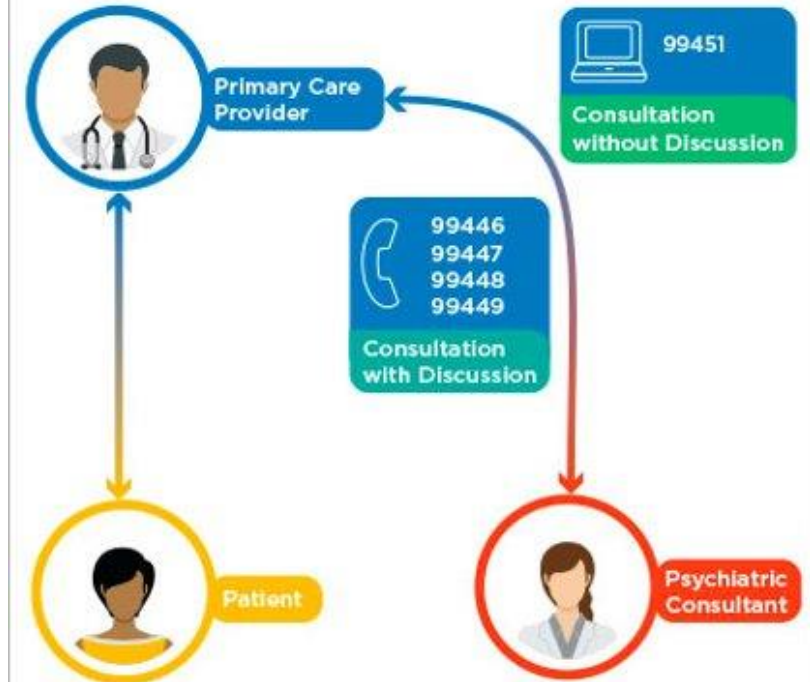 Primary Care
Provider
99451
Consultation
without Discussion
99446
99447
99448
99449
Consultation
with Discussion
Patient
Psychiatric
Consultant